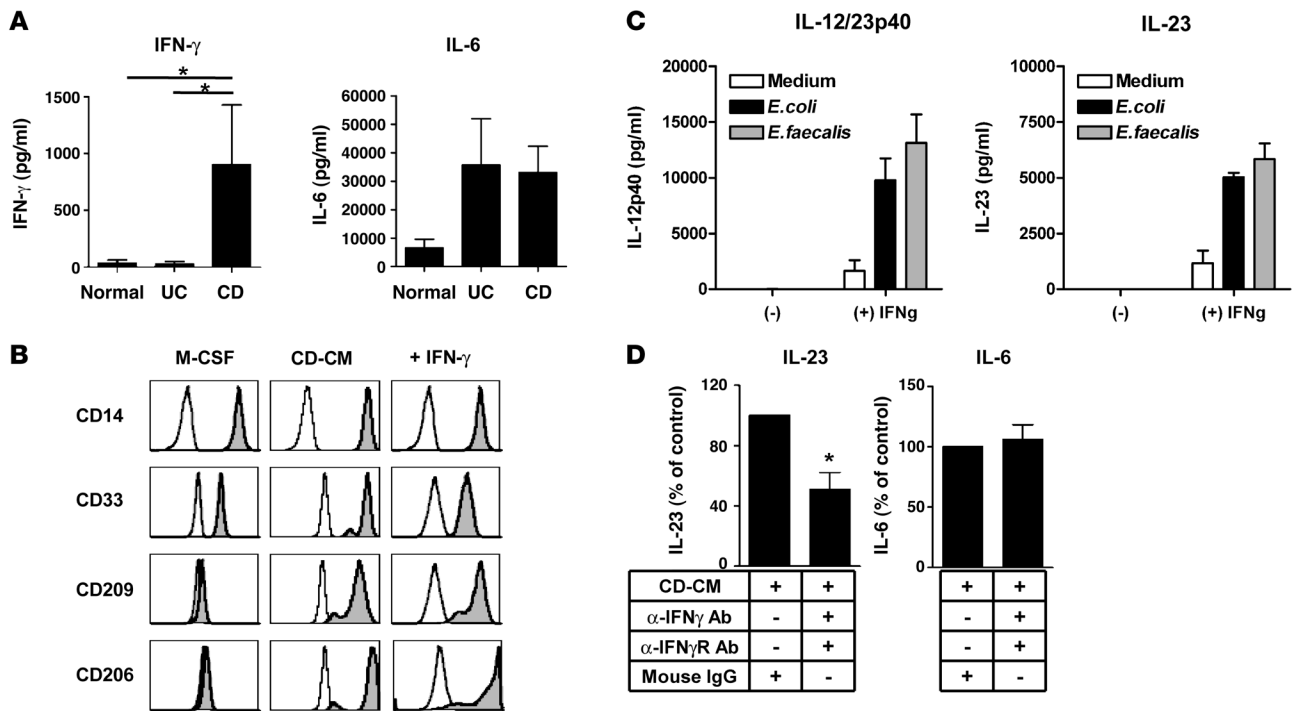 A
IFN-γ
*
*
IFN-γ (pg/ml)
1500
1000
500
0
Normal UC CD
IL-6
IL-6 (pg/ml)
60000
50000
40000
30000
20000
10000
0
Normal UC CD
B
M-CSF CD-CM + IFN-γ
CD14
CD33
CD209
CD206
C
IL-12/23p40
IL-12p40 (pg/ml)
20000
15000
10000
5000
0
Medium
E.coli
E.faecalis
(-) (+) IFNg
IL-23
IL-23 (pg/ml)
10000
7500
5000
2500
0
Medium
E.coli
E.faecalis
(-) (+) IFNg
D
IL-23
IL-23 (% of control)
120
80
40
0
*
IL-6
IL-6 (% of control)
150
100
50
0
CD-CM + + + +
α-IFNγ Ab - + - +
α-IFNγR Ab - + - +
Mouse IgG + - + -